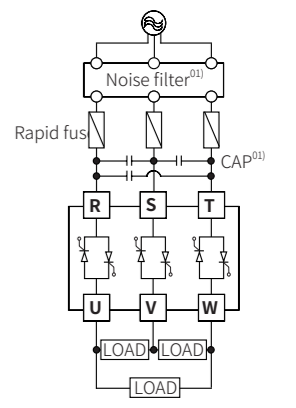 Noise filter01)
Rapid fus
CAP01)
R S T
U V W
LOAD LOAD
LOAD